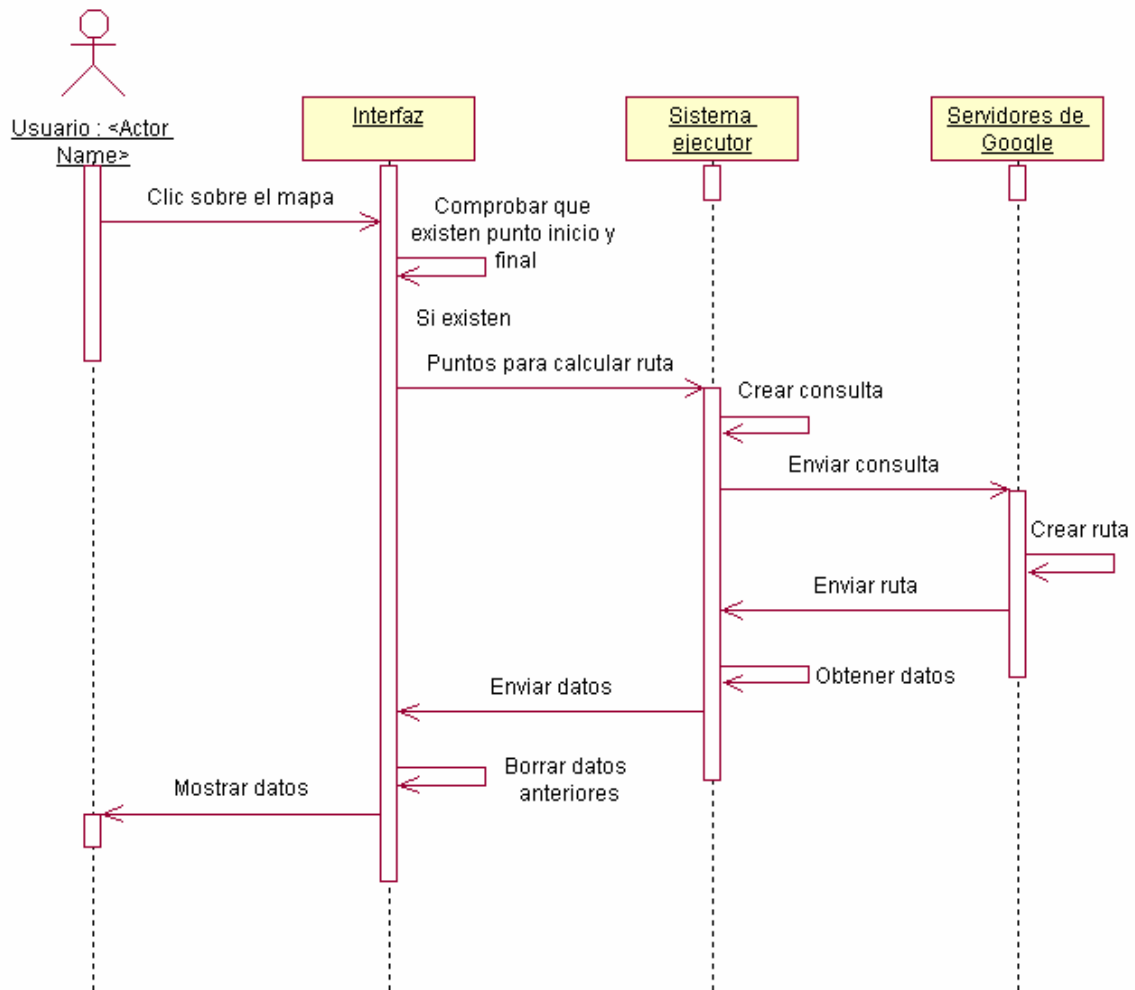 Usuario : <Actor
Name>
Interfaz
Sistema
ejecutor
Servidores de
Google
Clic sobre el mapa
Comprobar que
existen punto inicio y
final
Si existen
Puntos para calcular ruta
Crear consulta
Enviar consulta
Crear ruta
Enviar ruta
Obtener datos
Enviar datos
Borrar datos
anteriores
Mostrar datos